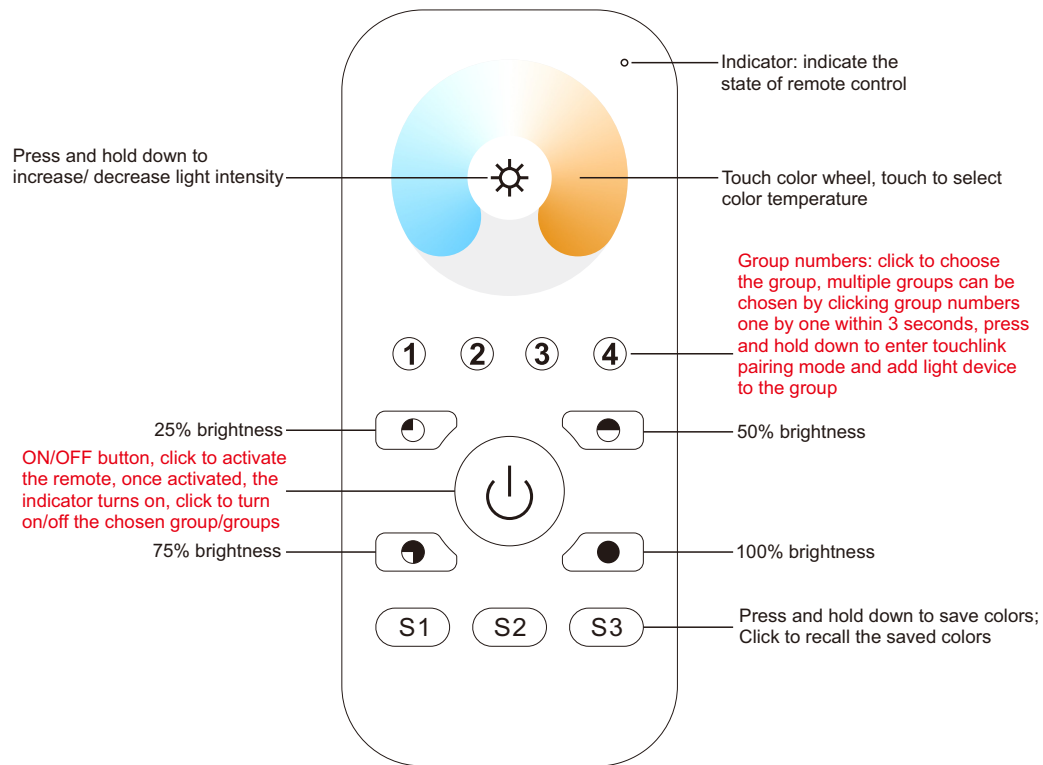 Indicator: indicate the
state of remote control
Press and hold down to
increase/ decrease light intensity
Touch color wheel, touch to select
color temperature
Group numbers: click to choose
the group, multiple groups can be
chosen by clicking group numbers
one by one within 3 seconds, press
and hold down to enter touchlink
pairing mode and add light device
to the group
1 2 3 4
25% brightness
50% brightness
ON/OFF button, click to activate
the remote, once activated, the
indicator turns on, click to turn
on/off the chosen group/groups
75% brightness
100% brightness
S1 S2 S3
Press and hold down to save colors;
Click to recall the saved colors